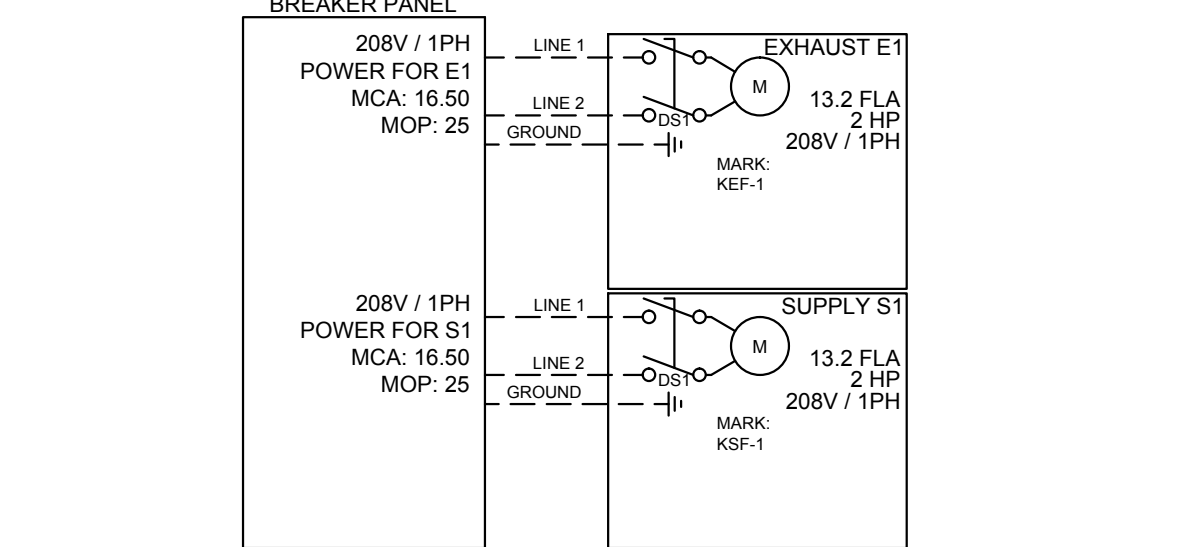 BREAKER PANEL
208V / 1PH
POWER FOR E1
MCA: 16.50
MOP: 25
LINE 1
LINE 2
GROUND
EXHAUST E1
M
DS1
13.2 FLA
2 HP
208V / 1PH
MARK:
KEF-1
208V / 1PH
POWER FOR S1
MCA: 16.50
MOP: 25
LINE 1
LINE 2
GROUND
SUPPLY S1
M
DS1
13.2 FLA
2 HP
208V / 1PH
MARK:
KSF-1